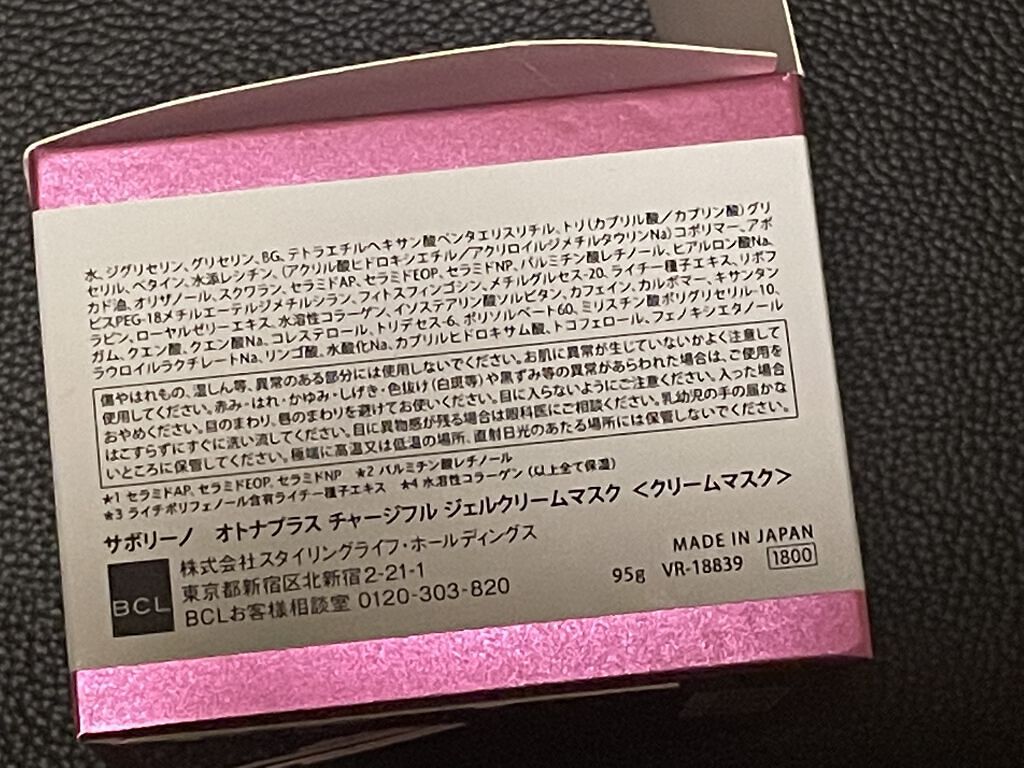 水、ジグリセリン、グリセリン、BG、テトラエチルヘキサン酸ペンタエリスリチル、トリ(カプリル酸/カプリン酸)グリ
セリル、ベタイン、水添レシチン、(アクリル酸ヒドロキシエチル/アクリロイルジメチルタウリンNa)コポリマー、アボ
カド油、オリザノール、スクワラン、セラミドAP、セラミドEOP、セラミドNP、パルミチン酸レチノール、ヒアルロン酸Na、
ビスPEG-18メチルエーテルジメチルシラン、フィトスフィンゴシン、メチルグルセス-20、ライチー種子エキス、リボフ
ラビン、ローヤルゼリーエキス、水溶性コラーゲン、イソステアリン酸ソルビタン、カフェイン、カルボマー、キサンタン
ガム、クエン酸、クエン酸Na、コレステロール、トリデセス-6、ポリソルベート60、ミリスチン酸ポリグリセリル-10、
ラウロイルラクチレートNa、リンゴ酸、水酸化Na、カプリルヒドロキサム酸、トコフェロール、フェノキシエタノール
傷やはれもの、湿しん等、異常のある部分には使用しないでください。お肌に異常が生じていないかよく注意して
使用してください。赤み・はれ・かゆみ・しげき・色抜け(白斑等)や黒ずみ等の異常があらわれた場合は、ご使用を
おやめください。目のまわり、唇のまわりを避けてお使いください。目に入らないようにご注意ください。入った場合
はこすらずにすぐに洗い流してください。目に異物感が残る場合は眼科医にご相談ください。乳幼児の手の届かな
いところに保管してください。極端に高温又は低温の場所、直射日光のあたる場所には保管しないでください。
★1 セラミドAP、セラミドEOP、セラミドNP ★2 パルミチン酸レチノール
★3 ライチポリフェノール含有ライチー種子エキス ★4 水溶性コラーゲン (以上全て保湿)
サボリーノ オトナプラス チャージフル ジェルクリームマスク <クリームマスク>
株式会社スタイリングライフ・ホールディングス
MADE IN JAPAN
BCL
東京都新宿区北新宿2-21-1
95g VR-18839 1800
BCLお客様相談室 0120-303-820